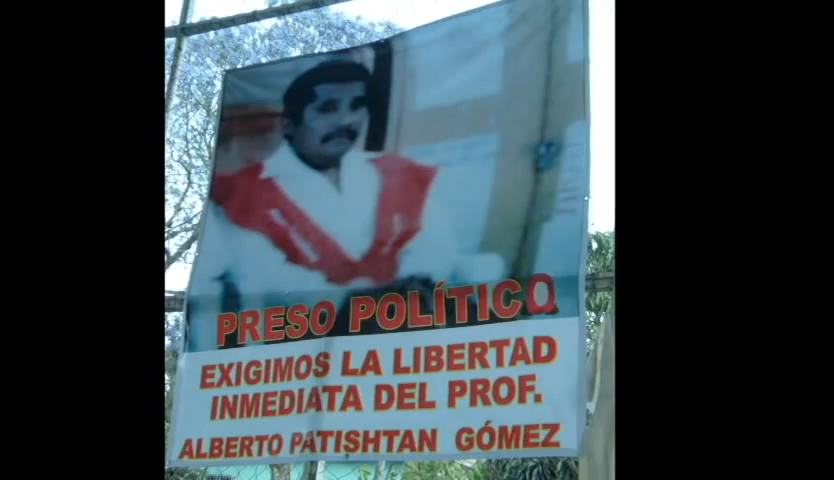 PRESO POLÍTICO
EXIGIMOS LA LIBERTAD
INMEDIATA DEL PROF.
ALBERTO PATISHTAN GÓMEZ